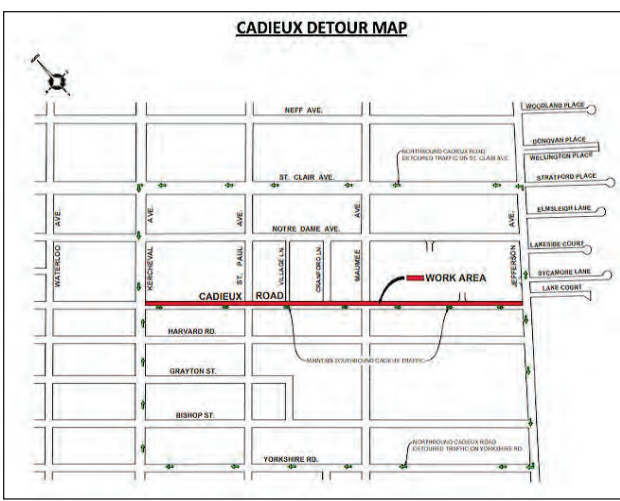 CADIEUX DETOUR MAP
NEFF AVE.
WOODLAND PLACE
DONOVAN PLACE
WELLINGTON PLACE
NORTHBOUND CADIEUX ROAD
DETOURED TRAFFIC ON ST. CLAIR AVE.
ST. CLAIR AVE.
STRATFORD PLACE
ELMSLEIGH LANE
NOTRE DAME AVE.
WATERLOO AVE.
KERCHEVAL AVE.
ST. PAUL AVE.
VILLAGE LN.
CRANFORD LN.
MAUMEE
JEFFERSON AVE.
LAKESIDE COURT
SYCAMORE LANE
LAKE COURT
WORK AREA
CADIEUX ROAD
HARVARD RD.
MAINTAIN SOUTHBOUND CADIEUX TRAFFIC
GRAYTON ST.
BISHOP ST.
NORTHBOUND CADIEUX ROAD
DETOURED TRAFFIC ON YORKSHIRE RD.
YORKSHIRE RD.